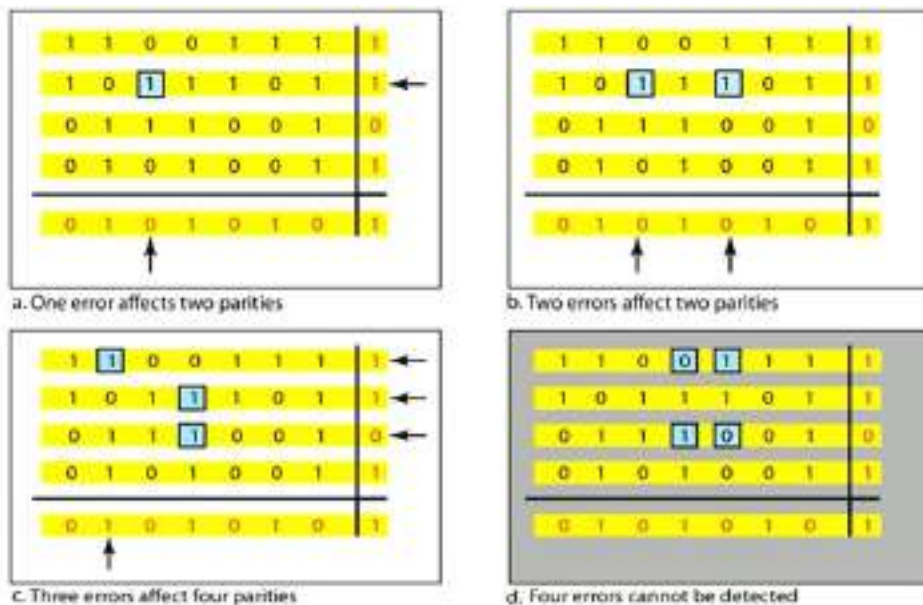 1 1 0 0 1 1 1 1
1 0 1 1 1 0 1 1
0 1 1 1 0 0 1 0
0 1 0 1 0 0 1 1
0 1 0 1 0 1 0 1
a. One error affects two parities
1 1 0 0 1 1 1 1
1 0 1 1 1 0 1 1
0 1 1 1 0 0 1 0
0 1 0 1 0 0 1 1
0 1 0 1 0 1 0 1
b. Two errors affect two parities
1 1 0 0 1 1 1 1
1 0 1 1 1 0 1 1
0 1 1 1 0 0 1 0
0 1 0 1 0 0 1 1
0 1 0 1 0 1 0 1
c. Three errors affect four parities
1 1 0 0 1 1 1 1
1 0 1 1 1 0 1 1
0 1 1 1 0 0 1 0
0 1 0 1 0 0 1 1
0 1 0 1 0 1 0 1
d. Four errors cannot be detected